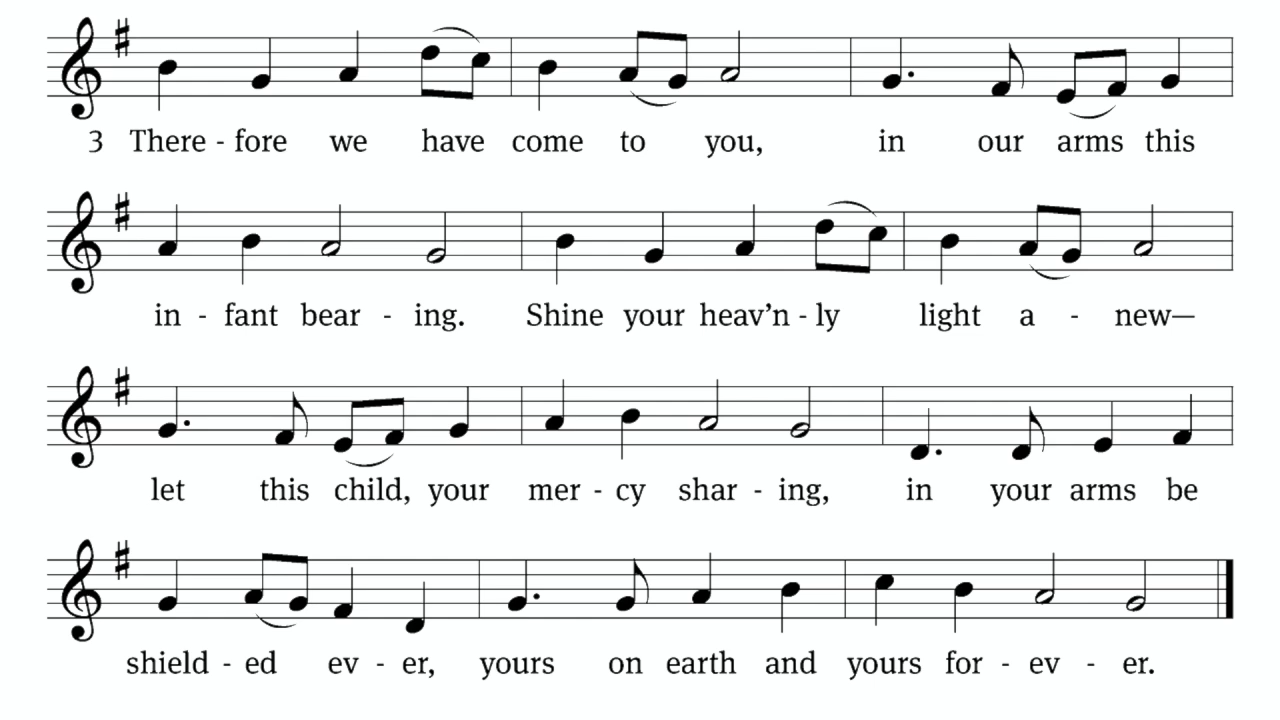 3 There - fore we have come to you, in our arms this
in - fant bear - ing. Shine your heav’n - ly light a - new—
let this child, your mer - cy shar - ing, in your arms be
shield - ed ev - er, yours on earth and yours for - ev - er.